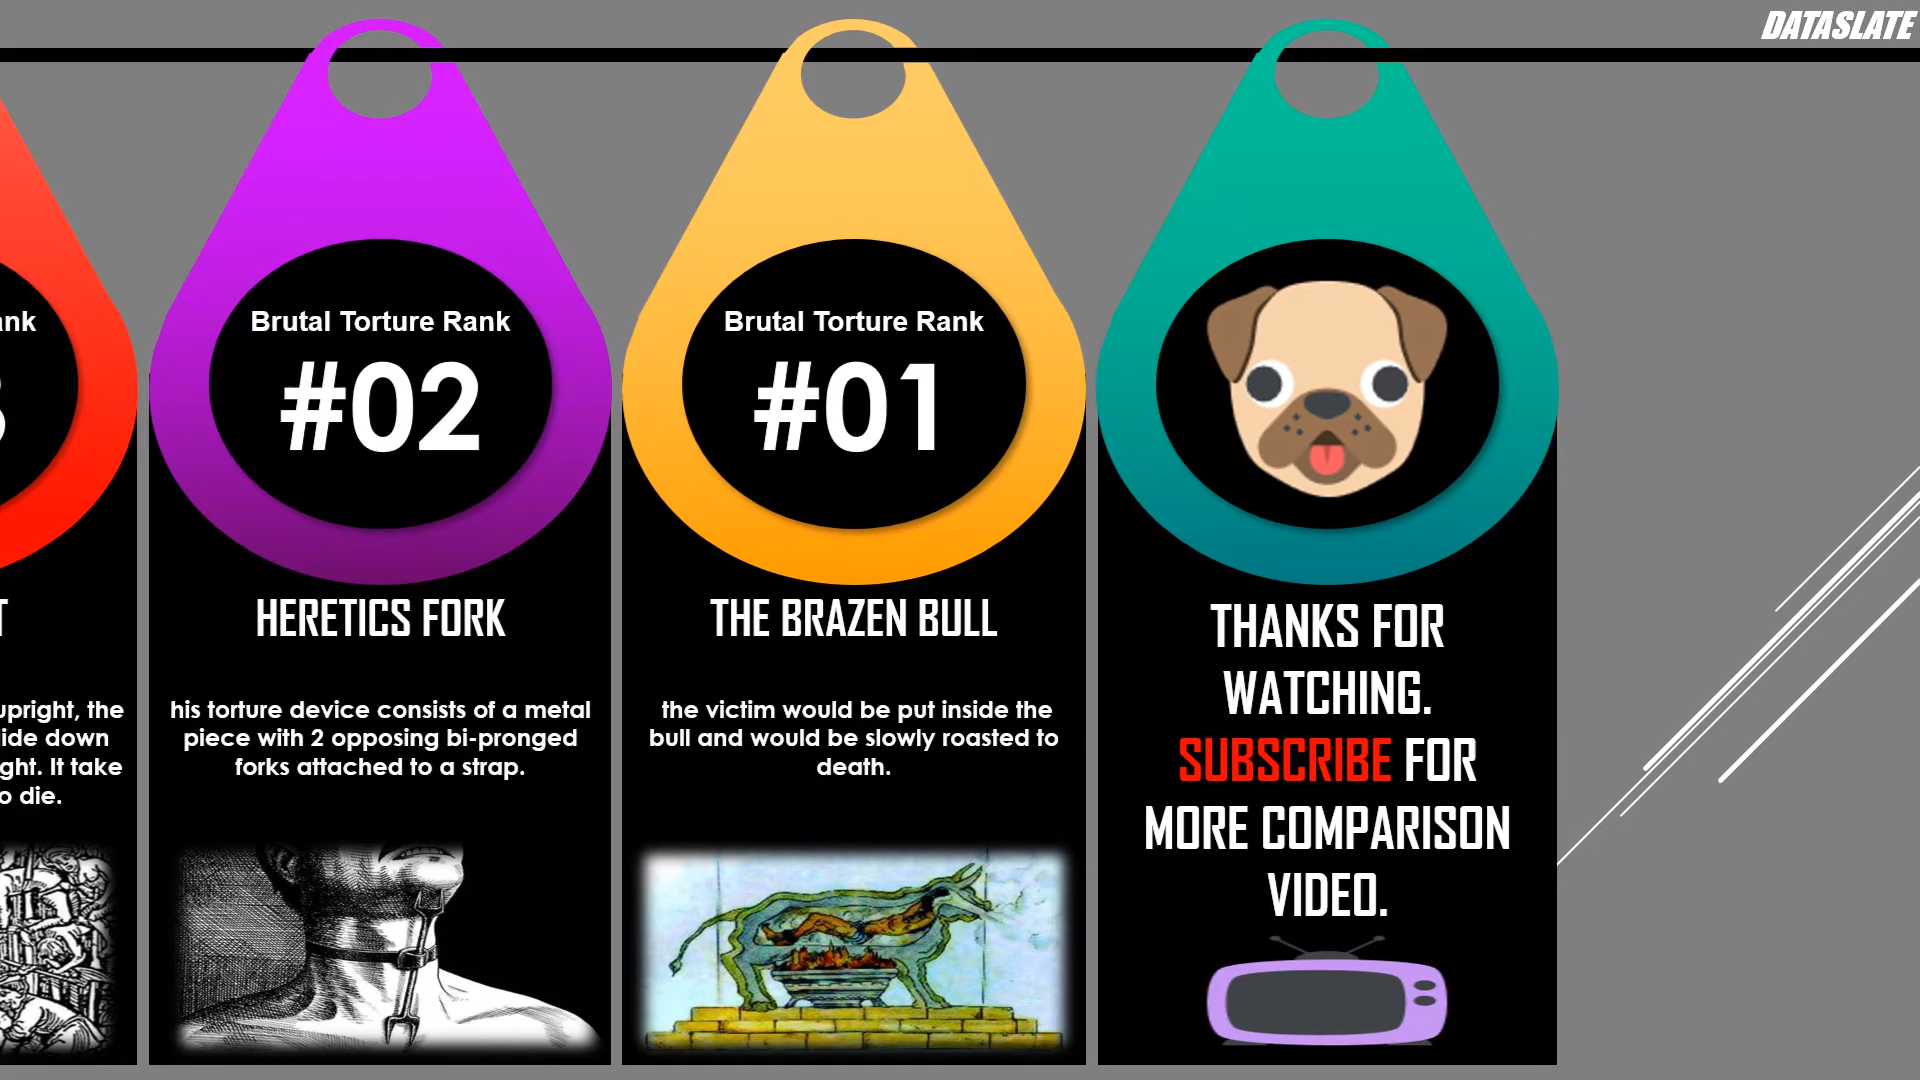 DATASLATE
ank
T
upright, the
ide down
ght. It take
o die.
Brutal Torture Rank
#02
HERETICS FORK
his torture device consists of a metal
piece with 2 opposing bi-pronged
forks attached to a strap.
Brutal Torture Rank
#01
THE BRAZEN BULL
the victim would be put inside the
bull and would be slowly roasted to
death.
THANKS FOR
WATCHING.
SUBSCRIBE FOR
MORE COMPARISON
VIDEO.